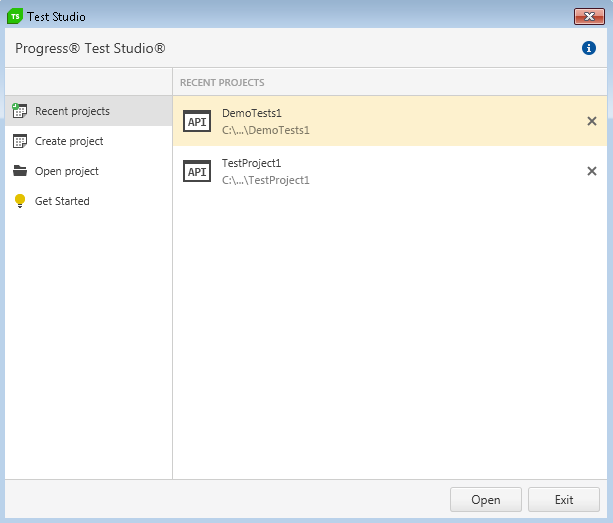 TS Test Studio
Progress® Test Studio®
i
RECENT PROJECTS
Recent projects
Create project
Open project
Get Started
API DemoTests1
C:\...\DemoTests1
API TestProject1
C:\...\TestProject1
Open Exit